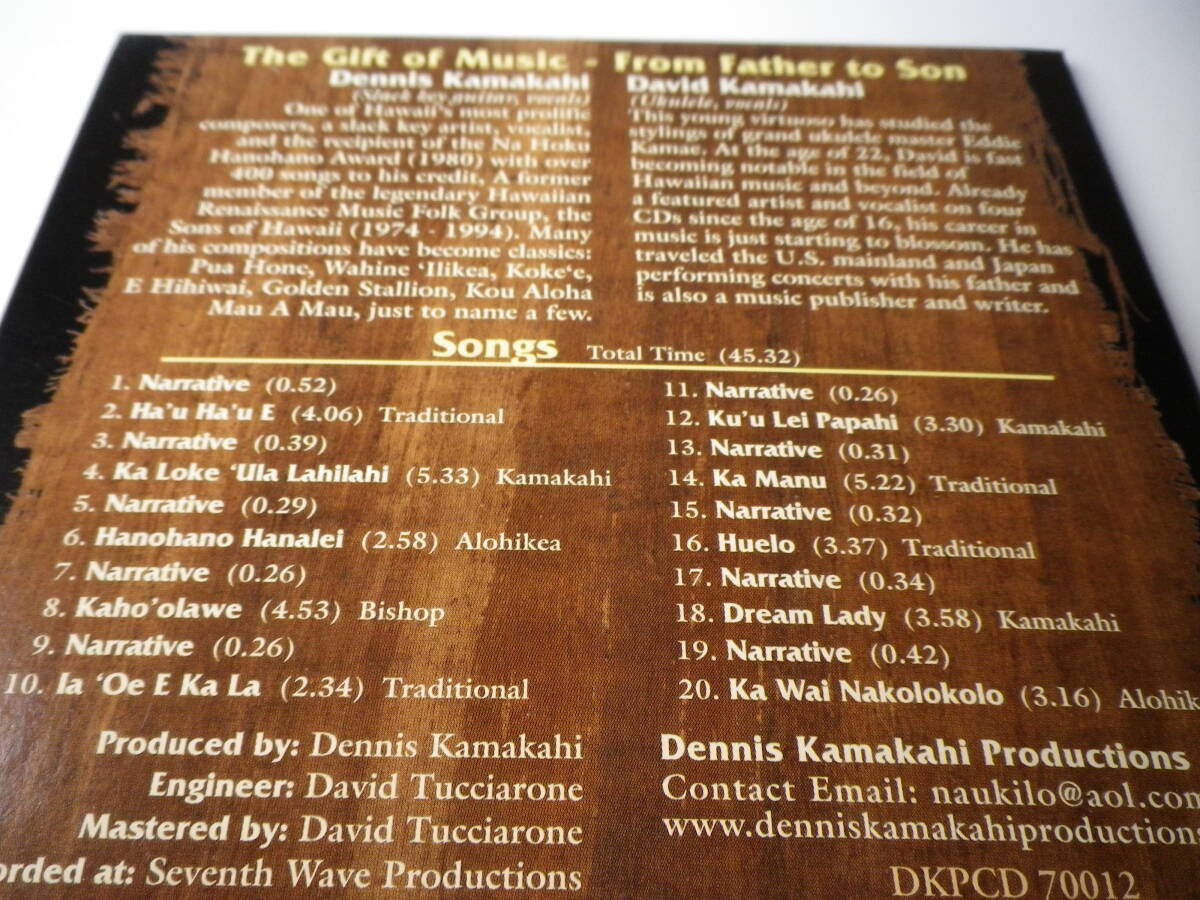 The Gift of Music - From Father to Son
Dennis Kamakahi
(Slack key guitar, vocals)
One of Hawaii's most prolific
composers, a slack key artist, vocalist,
and the recipient of the Na Hoku
Hanohano Award (1980) with over
400 songs to his credit. A former
member of the legendary Hawaiian
Renaissance Music Folk Group, the
Sons of Hawaii (1974 - 1994). Many
of his compositions have become classics:
Pua Hone, Wahine 'Ilikea, Koke'e,
E Hihiwai, Golden Stallion, Kou Aloha
Mau A Mau, just to name a few.
David Kamakahi
(Ukulele, vocals)
This young virtuoso has studied the
stylings of grand ukulele master Eddie
Kamae. At the age of 22, David is fast
becoming notable in the field of
Hawaiian music and beyond. Already
a featured artist and vocalist on four
CDs since the age of 16, his career in
music is just starting to blossom. He has
traveled the U.S. mainland and Japan
performing concerts with his father and
is also a music publisher and writer.
Songs Total Time (45.32)
1. Narrative (0.52)
2. Ha'u Ha'u E (4.06) Traditional
3. Narrative (0.39)
4. Ka Loke 'Ula Lahilahi (5.33) Kamakahi
5. Narrative (0.29)
6. Hanohano Hanalei (2.58) Alohikea
7. Narrative (0.26)
8. Kaho'olawe (4.53) Bishop
9. Narrative (0.26)
10. Ia 'Oe E Ka La (2.34) Traditional
11. Narrative (0.26)
12. Ku'u Lei Papahi (3.30) Kamakahi
13. Narrative (0.31)
14. Ka Manu (5.22) Traditional
15. Narrative (0.32)
16. Huelo (3.37) Traditional
17. Narrative (0.34)
18. Dream Lady (3.58) Kamakahi
19. Narrative (0.42)
20. Ka Wai Nakolokolo (3.16) Alohik
Produced by: Dennis Kamakahi
Engineer: David Tucciarone
Mastered by: David Tucciarone
orded at: Seventh Wave Productions
Dennis Kamakahi Productions
Contact Email: naukilo@aol.com
www.denniskamakahiproduction
DKPCD 70012